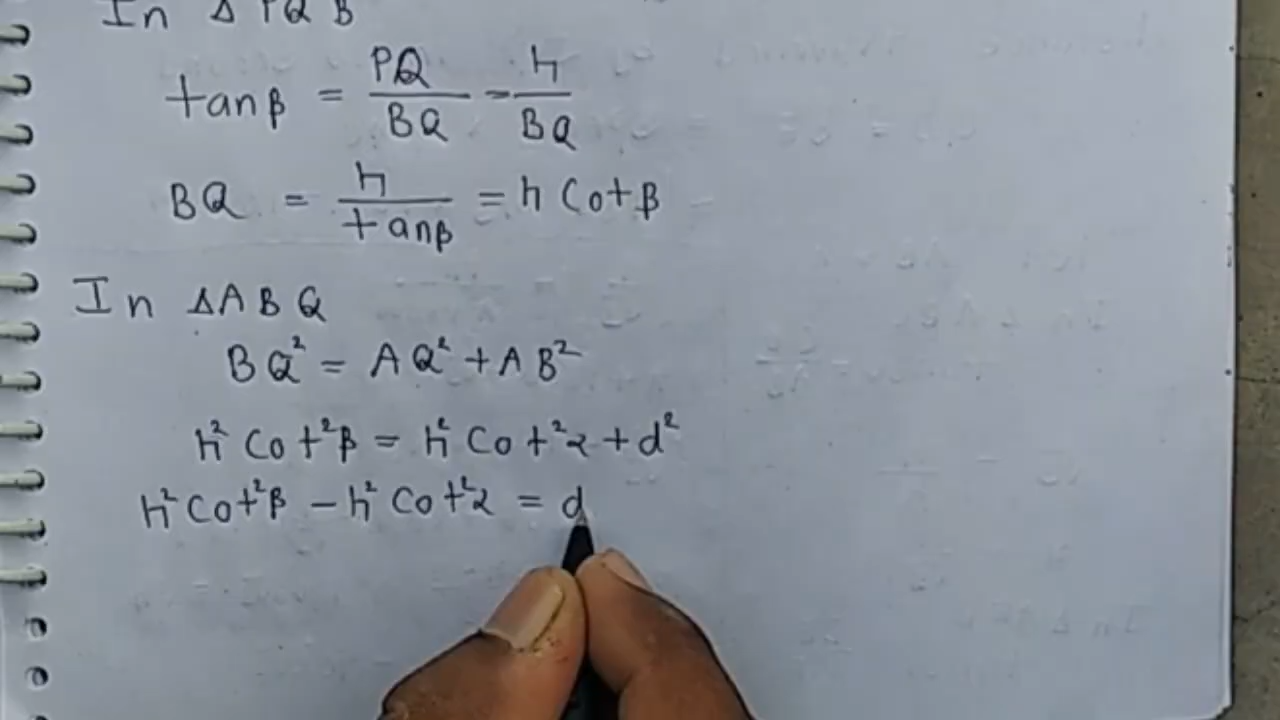 In Δ PQB
tanβ = PQ/BQ = h/BQ
BQ = h/tanβ = h Cotβ
In ΔABQ
BQ² = AQ² + AB²
h² Cot²β = h² Cot²α + d²
h² Cot²β - h² Cot²α = d